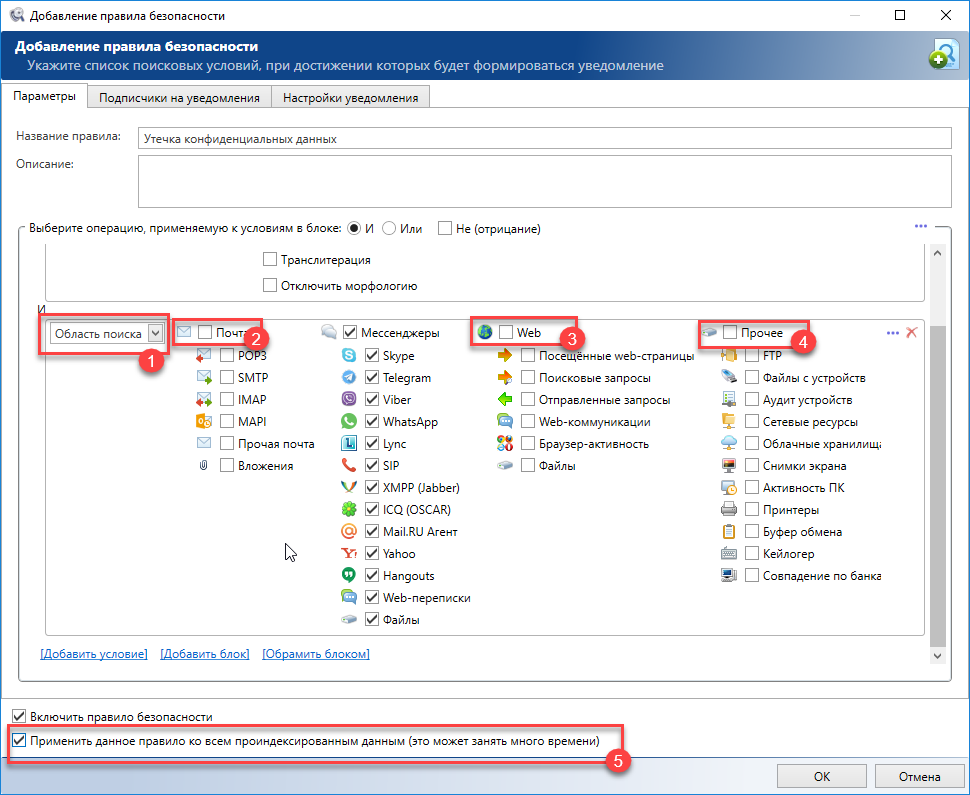 Добавление правила безопасности
Добавление правила безопасности
Укажите список поисковых условий, при достижении которых будет формироваться уведомление
Параметры Подписчики на уведомления Настройки уведомления
Название правила: Утечка конфиденциальных данных
Описание:
Выберите операцию, применяемую к условиям в блоке: И Или Не (отрицание)
Транслитерация
Отключить морфологию
И
Область поиска 1
Почта 2
POP3
SMTP
IMAP
MAPI
Прочая почта
Вложения
Мессенджеры
Skype
Telegram
Viber
WhatsApp
Lync
SIP
XMPP (Jabber)
ICQ (OSCAR)
Mail.RU Агент
Yahoo
Hangouts
Web-переписки
Файлы
Web 3
Посещённые web-страницы
Поисковые запросы
Отправленные запросы
Web-коммуникации
Браузер-активность
Файлы
Прочее 4
FTP
Файлы с устройств
Аудит устройств
Сетевые ресурсы
Облачные хранилища
Снимки экрана
Активность ПК
Принтеры
Буфер обмена
Кейлогер
Совпадение по банка
[Добавить условие] [Добавить блок] [Обрамить блоком]
Включить правило безопасности
Применить данное правило ко всем проиндексированным данным (это может занять много времени) 5
ОК Отмена